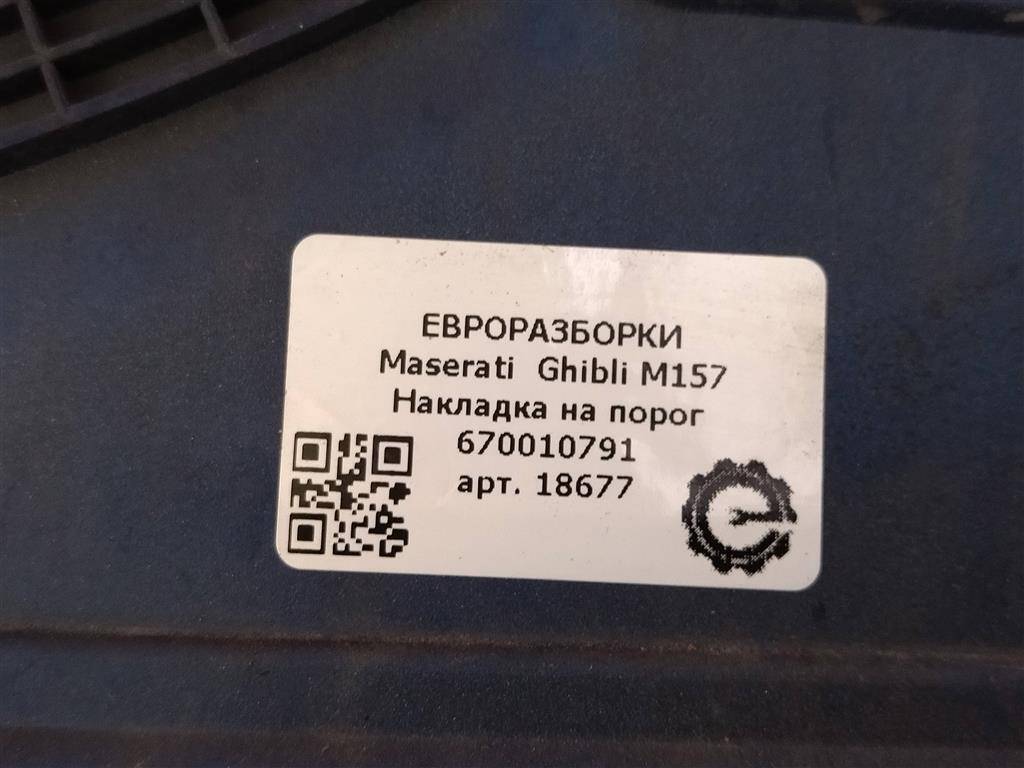 ЕВРОРАЗБОРКИ
Maserati Ghibli M157
Накладка на порог
670010791
арт. 18677